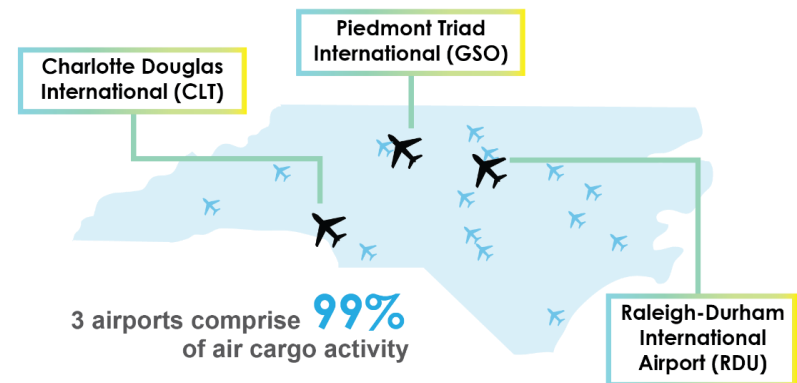 Piedmont Triad
International (GSO)
Charlotte Douglas
International (CLT)
3 airports comprise 99%
of air cargo activity
Raleigh-Durham
International
Airport (RDU)